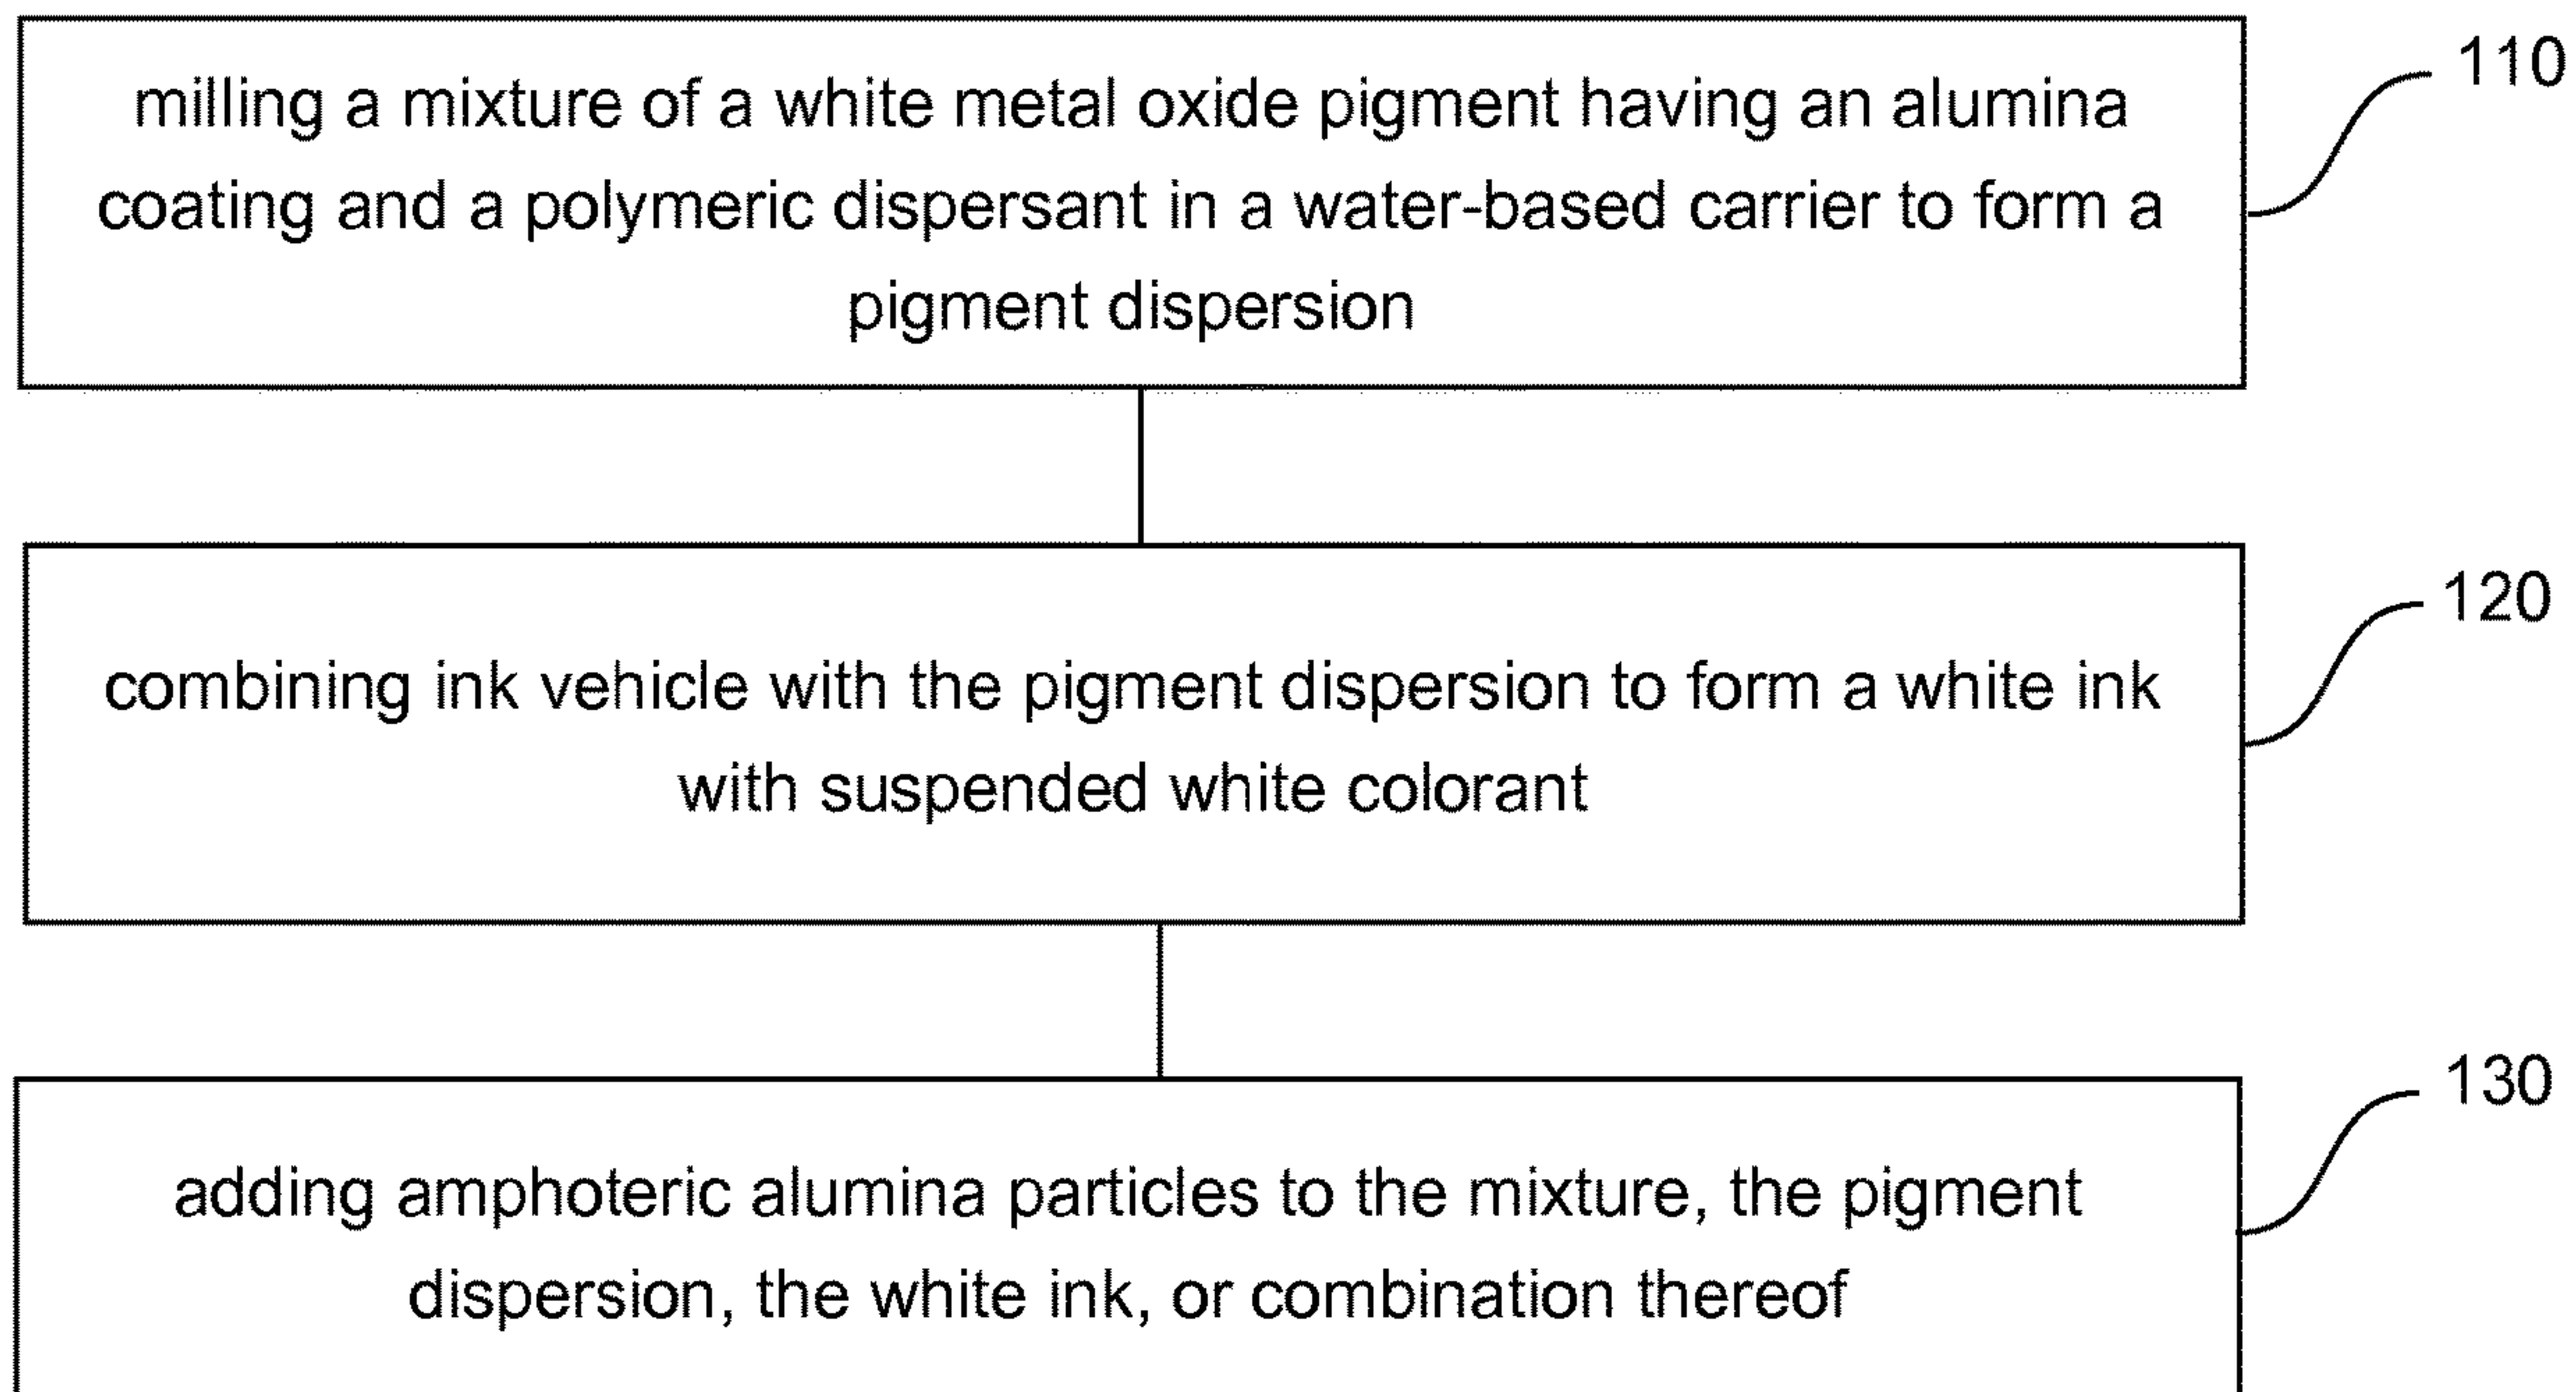 milling a mixture of a white metal oxide pigment having an alumina
coating and a polymeric dispersant in a water-based carrier to form a
pigment dispersion
110
combining ink vehicle with the pigment dispersion to form a white ink
with suspended white colorant
120
adding amphoteric alumina particles to the mixture, the pigment
dispersion, the white ink, or combination thereof
130